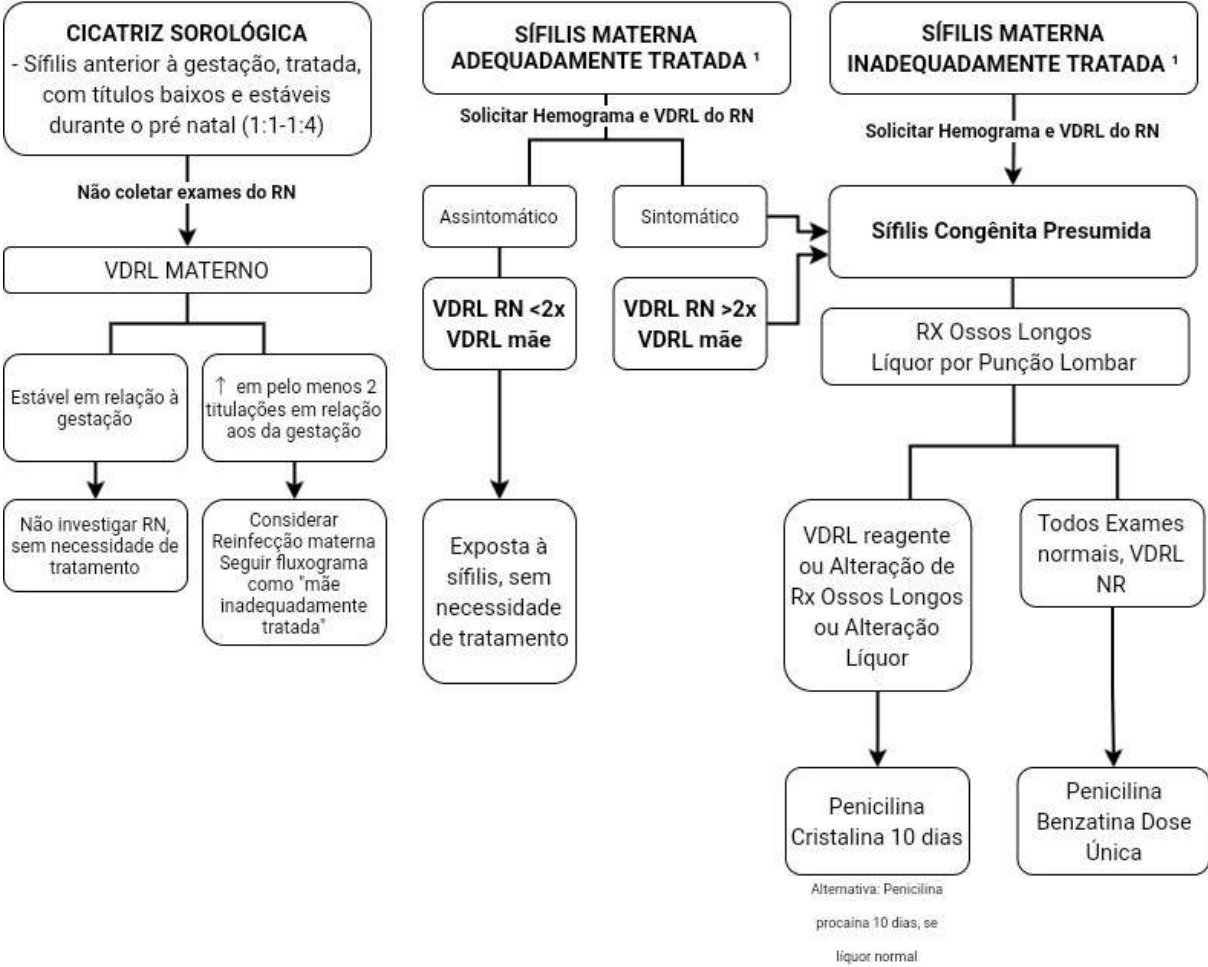 CICATRIZ SOROLÓGICA
- Sífilis anterior à gestação, tratada,
com títulos baixos e estáveis
durante o pré natal (1:1-1:4)
Não coletar exames do RN
VDRL MATERNO
Estável em relação à
gestação
↑ em pelo menos 2
titulações em relação
aos da gestação
Não investigar RN,
sem necessidade de
tratamento
Considerar
Reinfecção materna
Seguir fluxograma
como "mãe
inadequadamente
tratada"
SÍFILIS MATERNA
ADEQUADAMENTE TRATADA ¹
Solicitar Hemograma e VDRL do RN
Assintomático
Sintomático
VDRL RN <2x
VDRL mãe
VDRL RN >2x
VDRL mãe
Exposta à
sífilis, sem
necessidade
de tratamento
SÍFILIS MATERNA
INADEQUADAMENTE TRATADA ¹
Solicitar Hemograma e VDRL do RN
Sífilis Congênita Presumida
RX Ossos Longos
Líquor por Punção Lombar
VDRL reagente
ou Alteração de
Rx Ossos Longos
ou Alteração
Líquor
Todos Exames
normais, VDRL
NR
Penicilina
Cristalina 10 dias
Alternativa: Penicilina
procaína 10 dias, se
líquor normal
Penicilina
Benzatina Dose
Única